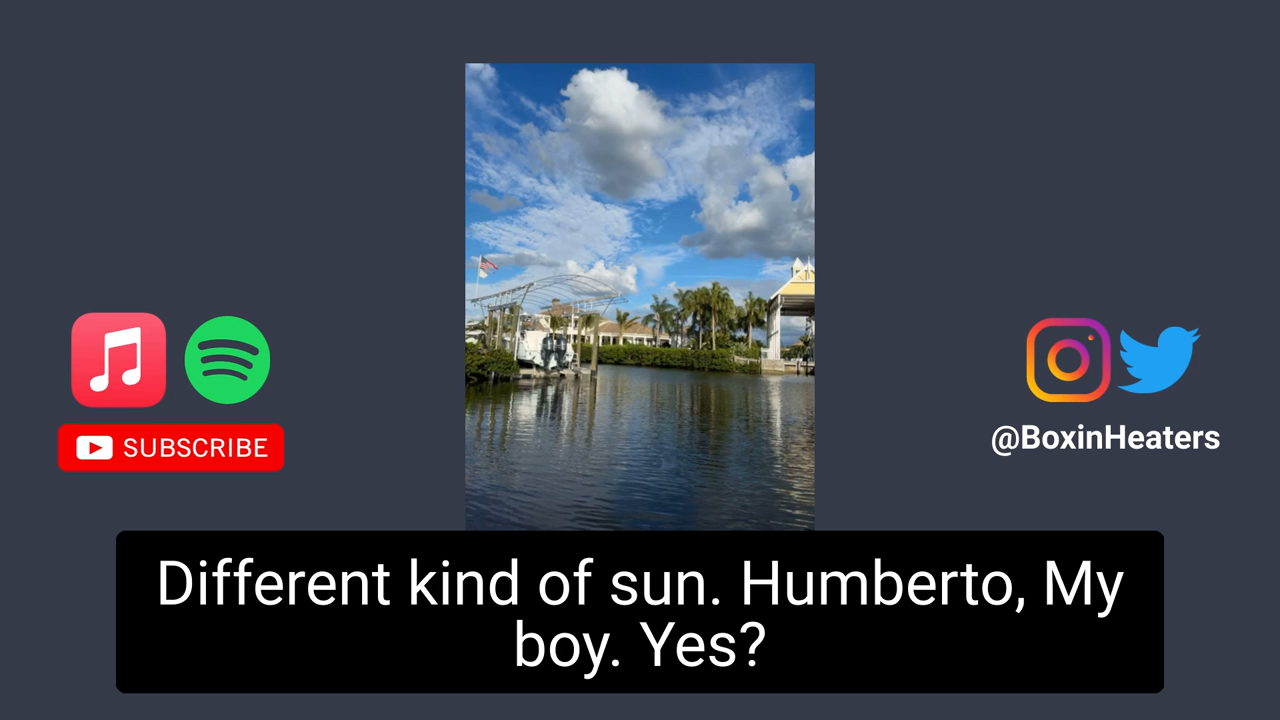 SUBSCRIBE
@BoxinHeaters
Different kind of sun. Humberto, My
boy. Yes?